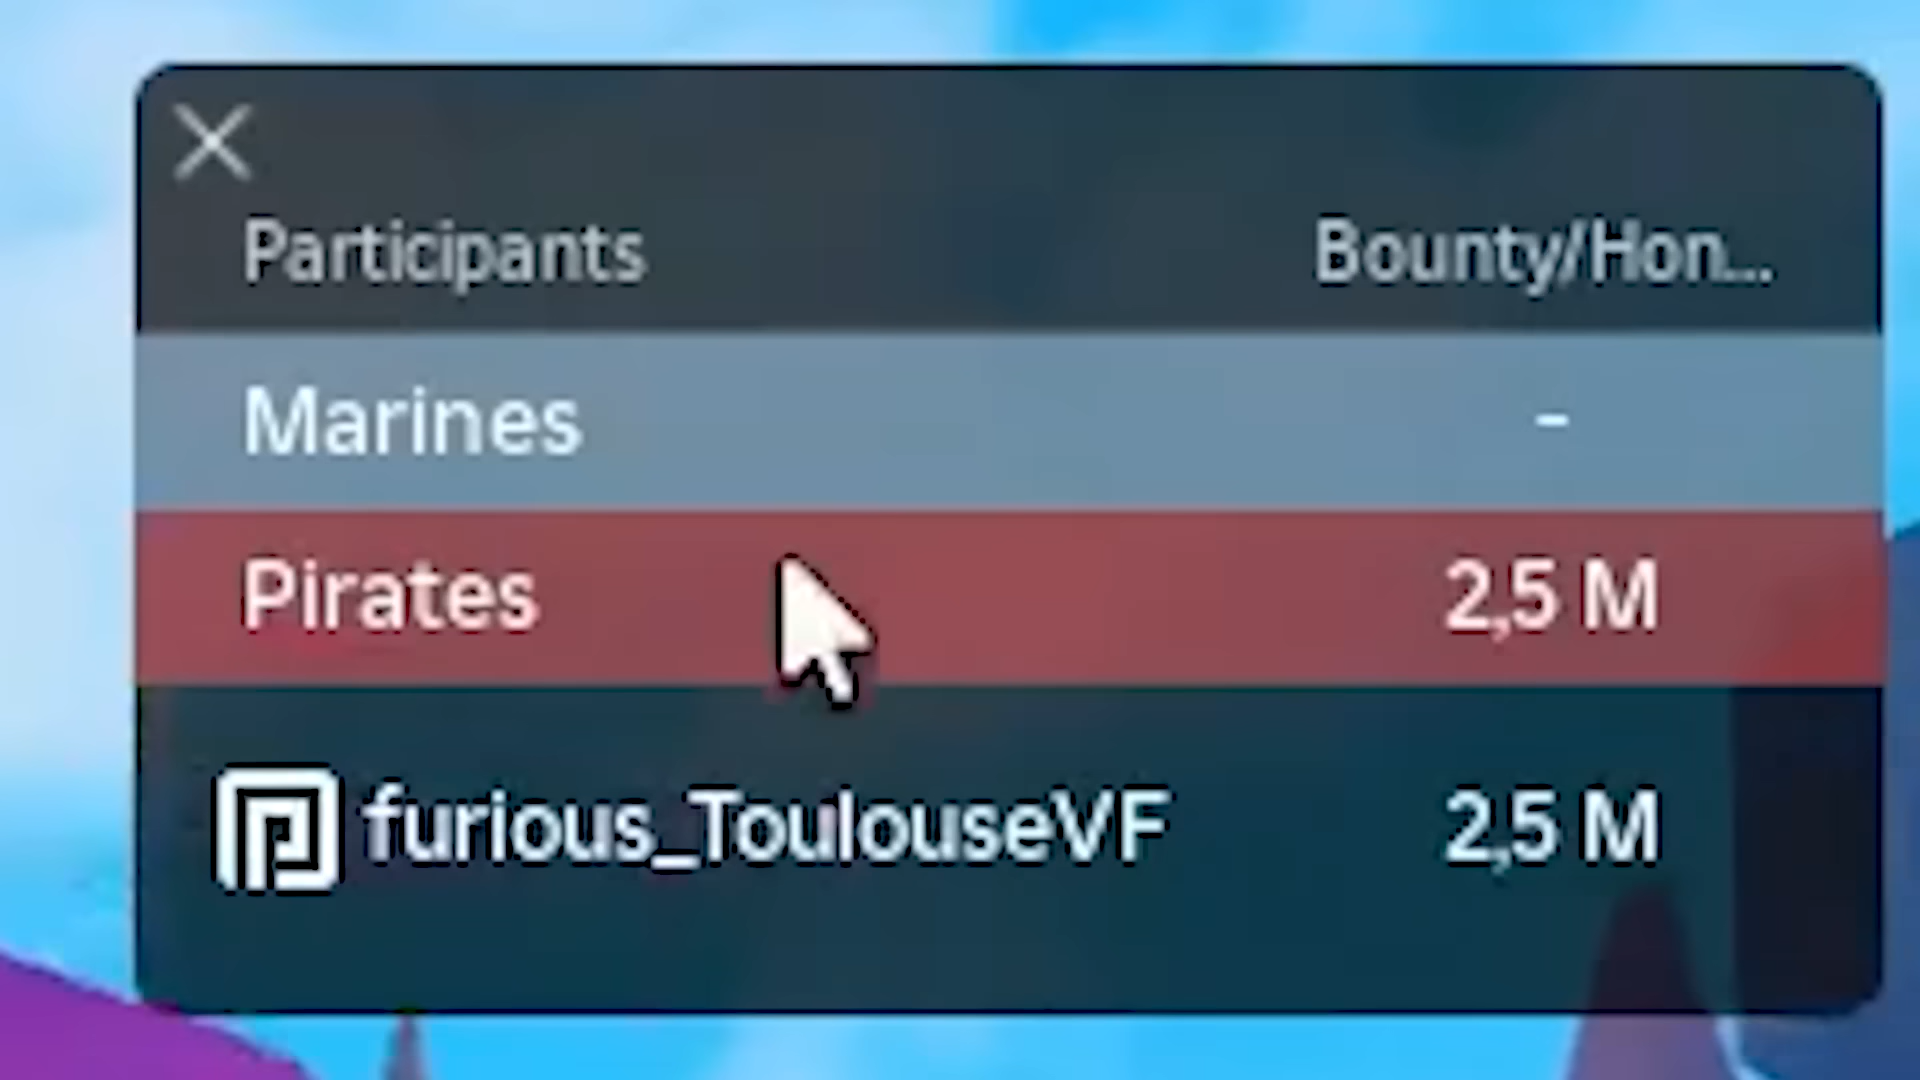 Participants Bounty/Hon...
Marines -
Pirates 2,5 M
furious_ToulouseVF 2,5 M